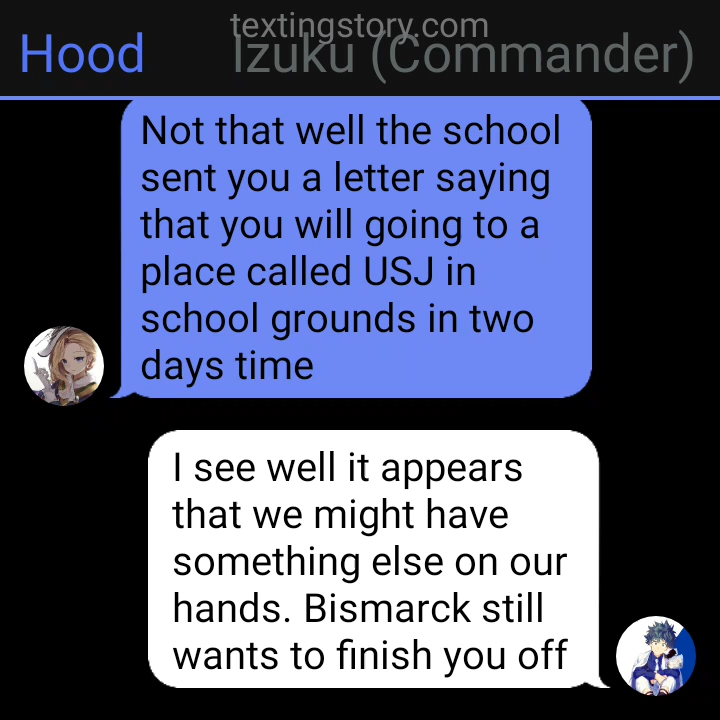 textingstory.com
Hood Izuku (Commander)
Not that well the school
sent you a letter saying
that you will going to a
place called USJ in
school grounds in two
days time
I see well it appears
that we might have
something else on our
hands. Bismarck still
wants to finish you off